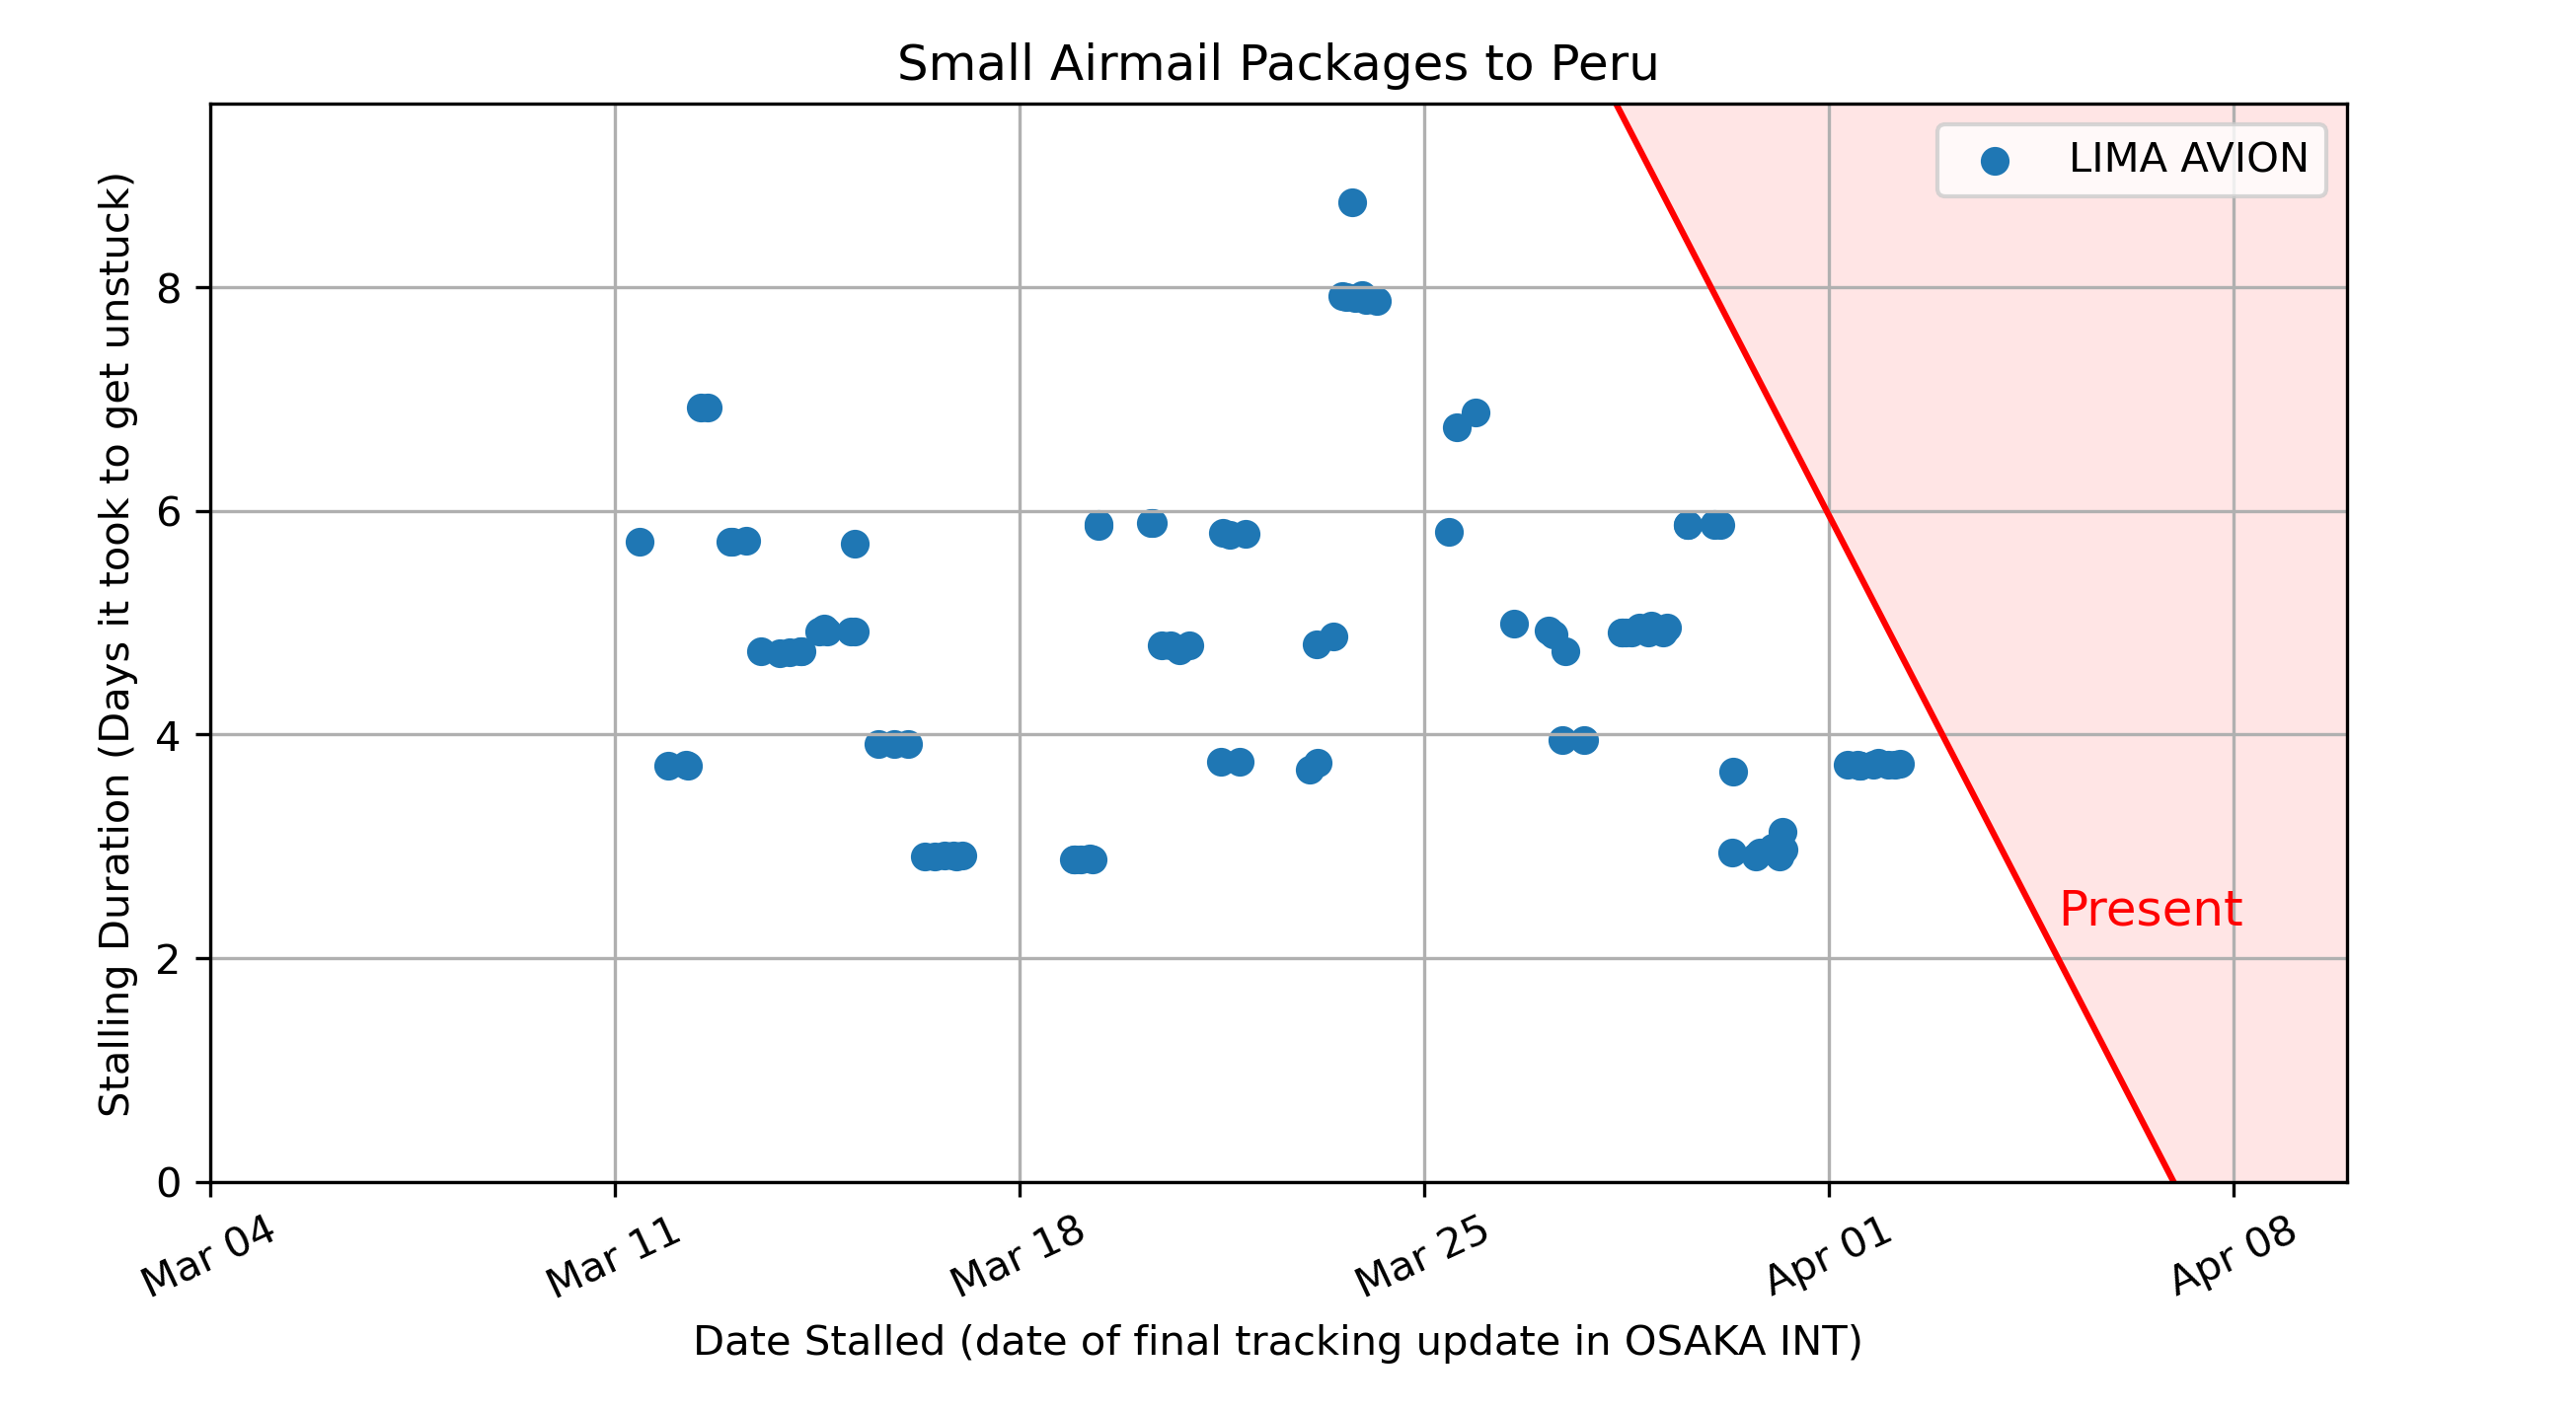 Small Airmail Packages to Peru
LIMA AVION
Stalling Duration (Days it took to get unstuck)
8
6
4
2
0
Present
Mar 04
Mar 11
Mar 18
Mar 25
Apr 01
Apr 08
Date Stalled (date of final tracking update in OSAKA INT)